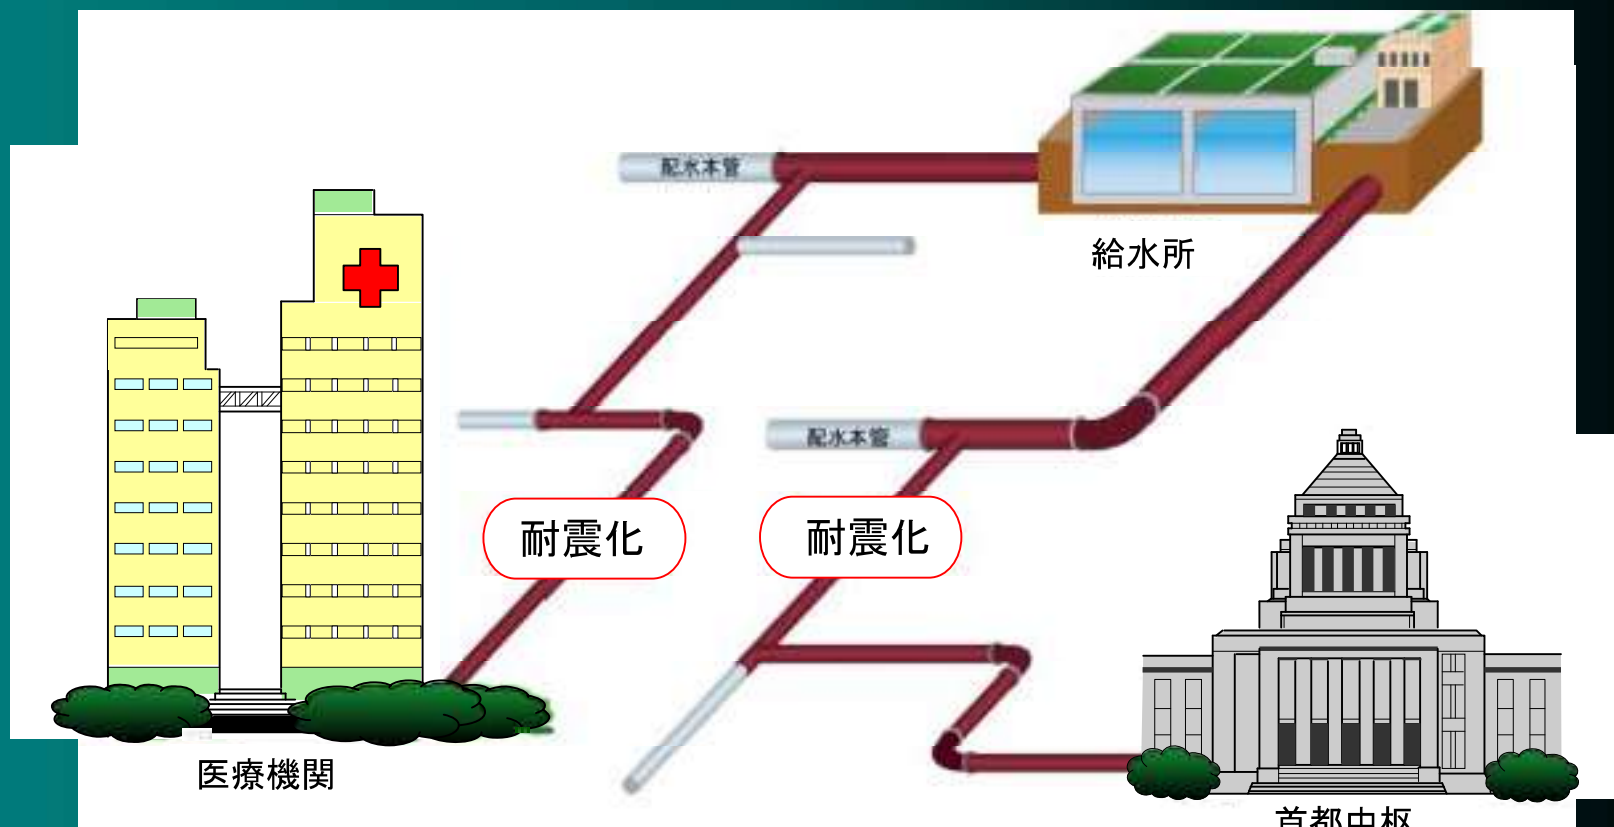 配水本管
給水所
配水本管
耐震化
耐震化
医療機関
首都中枢